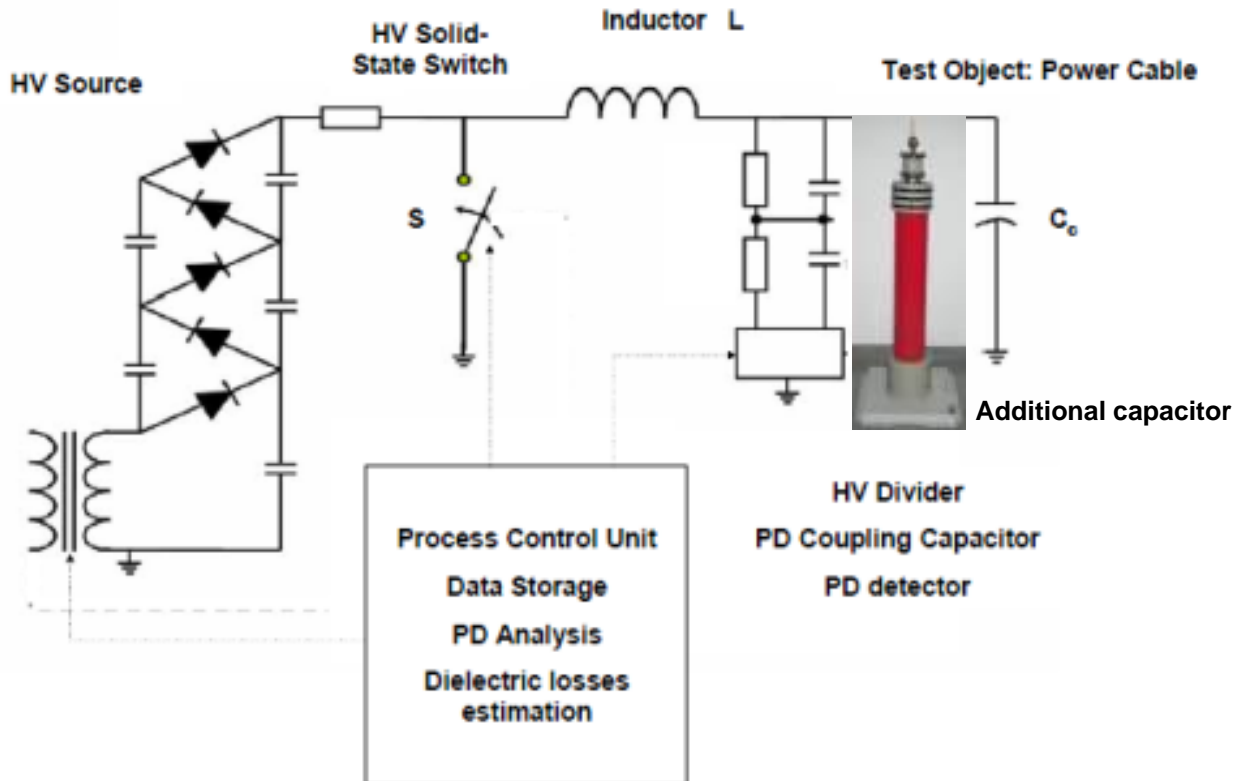 Inductor L
HV Solid-
State Switch
HV Source
Test Object: Power Cable
S
Cc
Additional capacitor
HV Divider
PD Coupling Capacitor
PD detector
Process Control Unit
Data Storage
PD Analysis
Dielectric losses
estimation